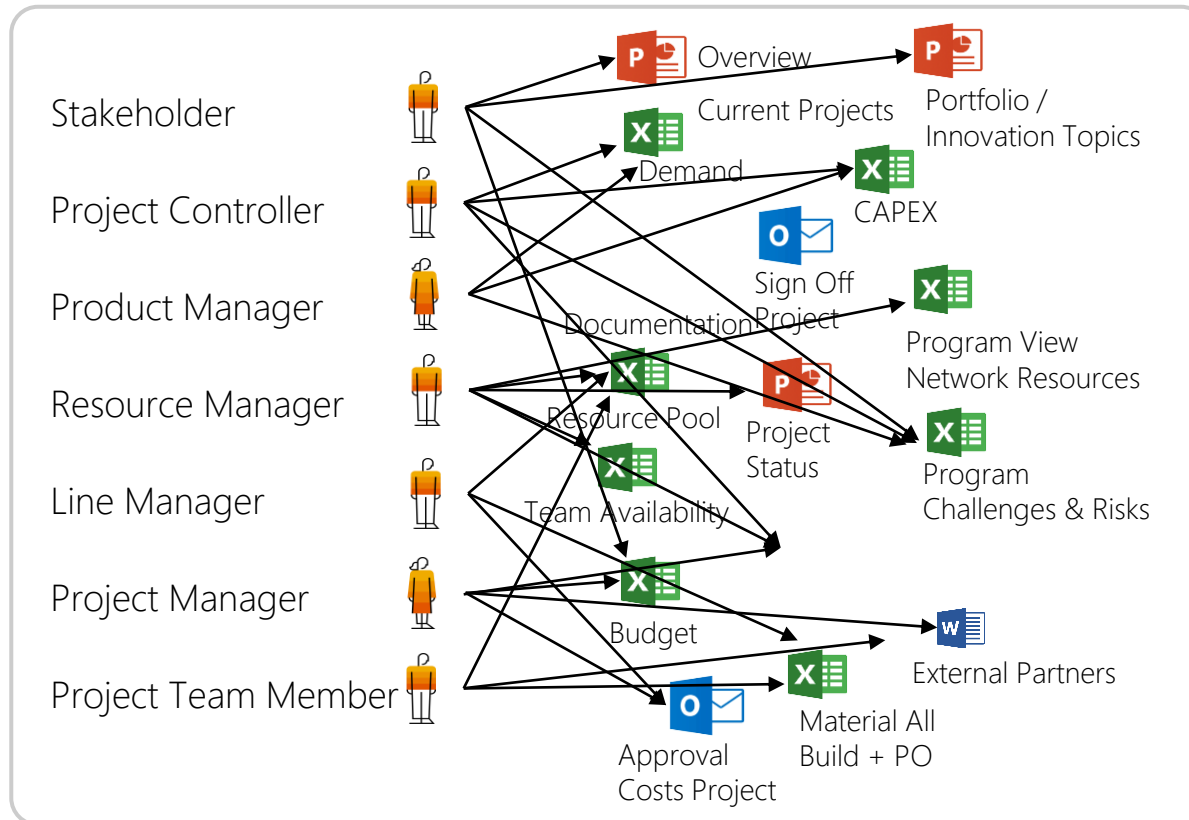 Stakeholder
Project Controller
Product Manager
Resource Manager
Line Manager
Project Manager
Project Team Member
P
Overview
Current Projects
P
Portfolio /
Innovation Topics
X
Demand
X
CAPEX
O
Sign Off
Project
Documentation
X
Program View
Network Resources
X
Resource Pool
P
Project
Status
X
Program
Challenges & Risks
X
Team Availability
X
Budget
W
External Partners
X
Material All
Build + PO
O
Approval
Costs Project